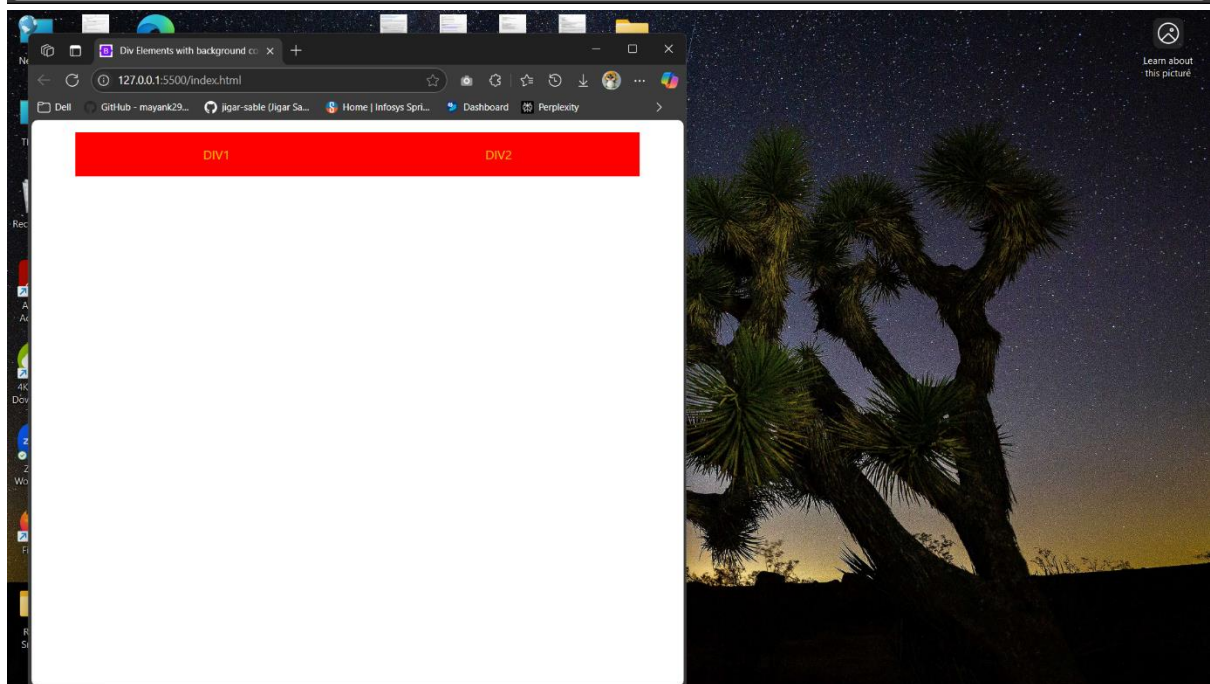 Learn about
this picture
Div Elements with background co
127.0.0.1:5500/index.html
Dell GitHub - mayank29... jigar-sable (Jigar Sa... Home | Infosys Spri... Dashboard Perplexity
DIV1 DIV2